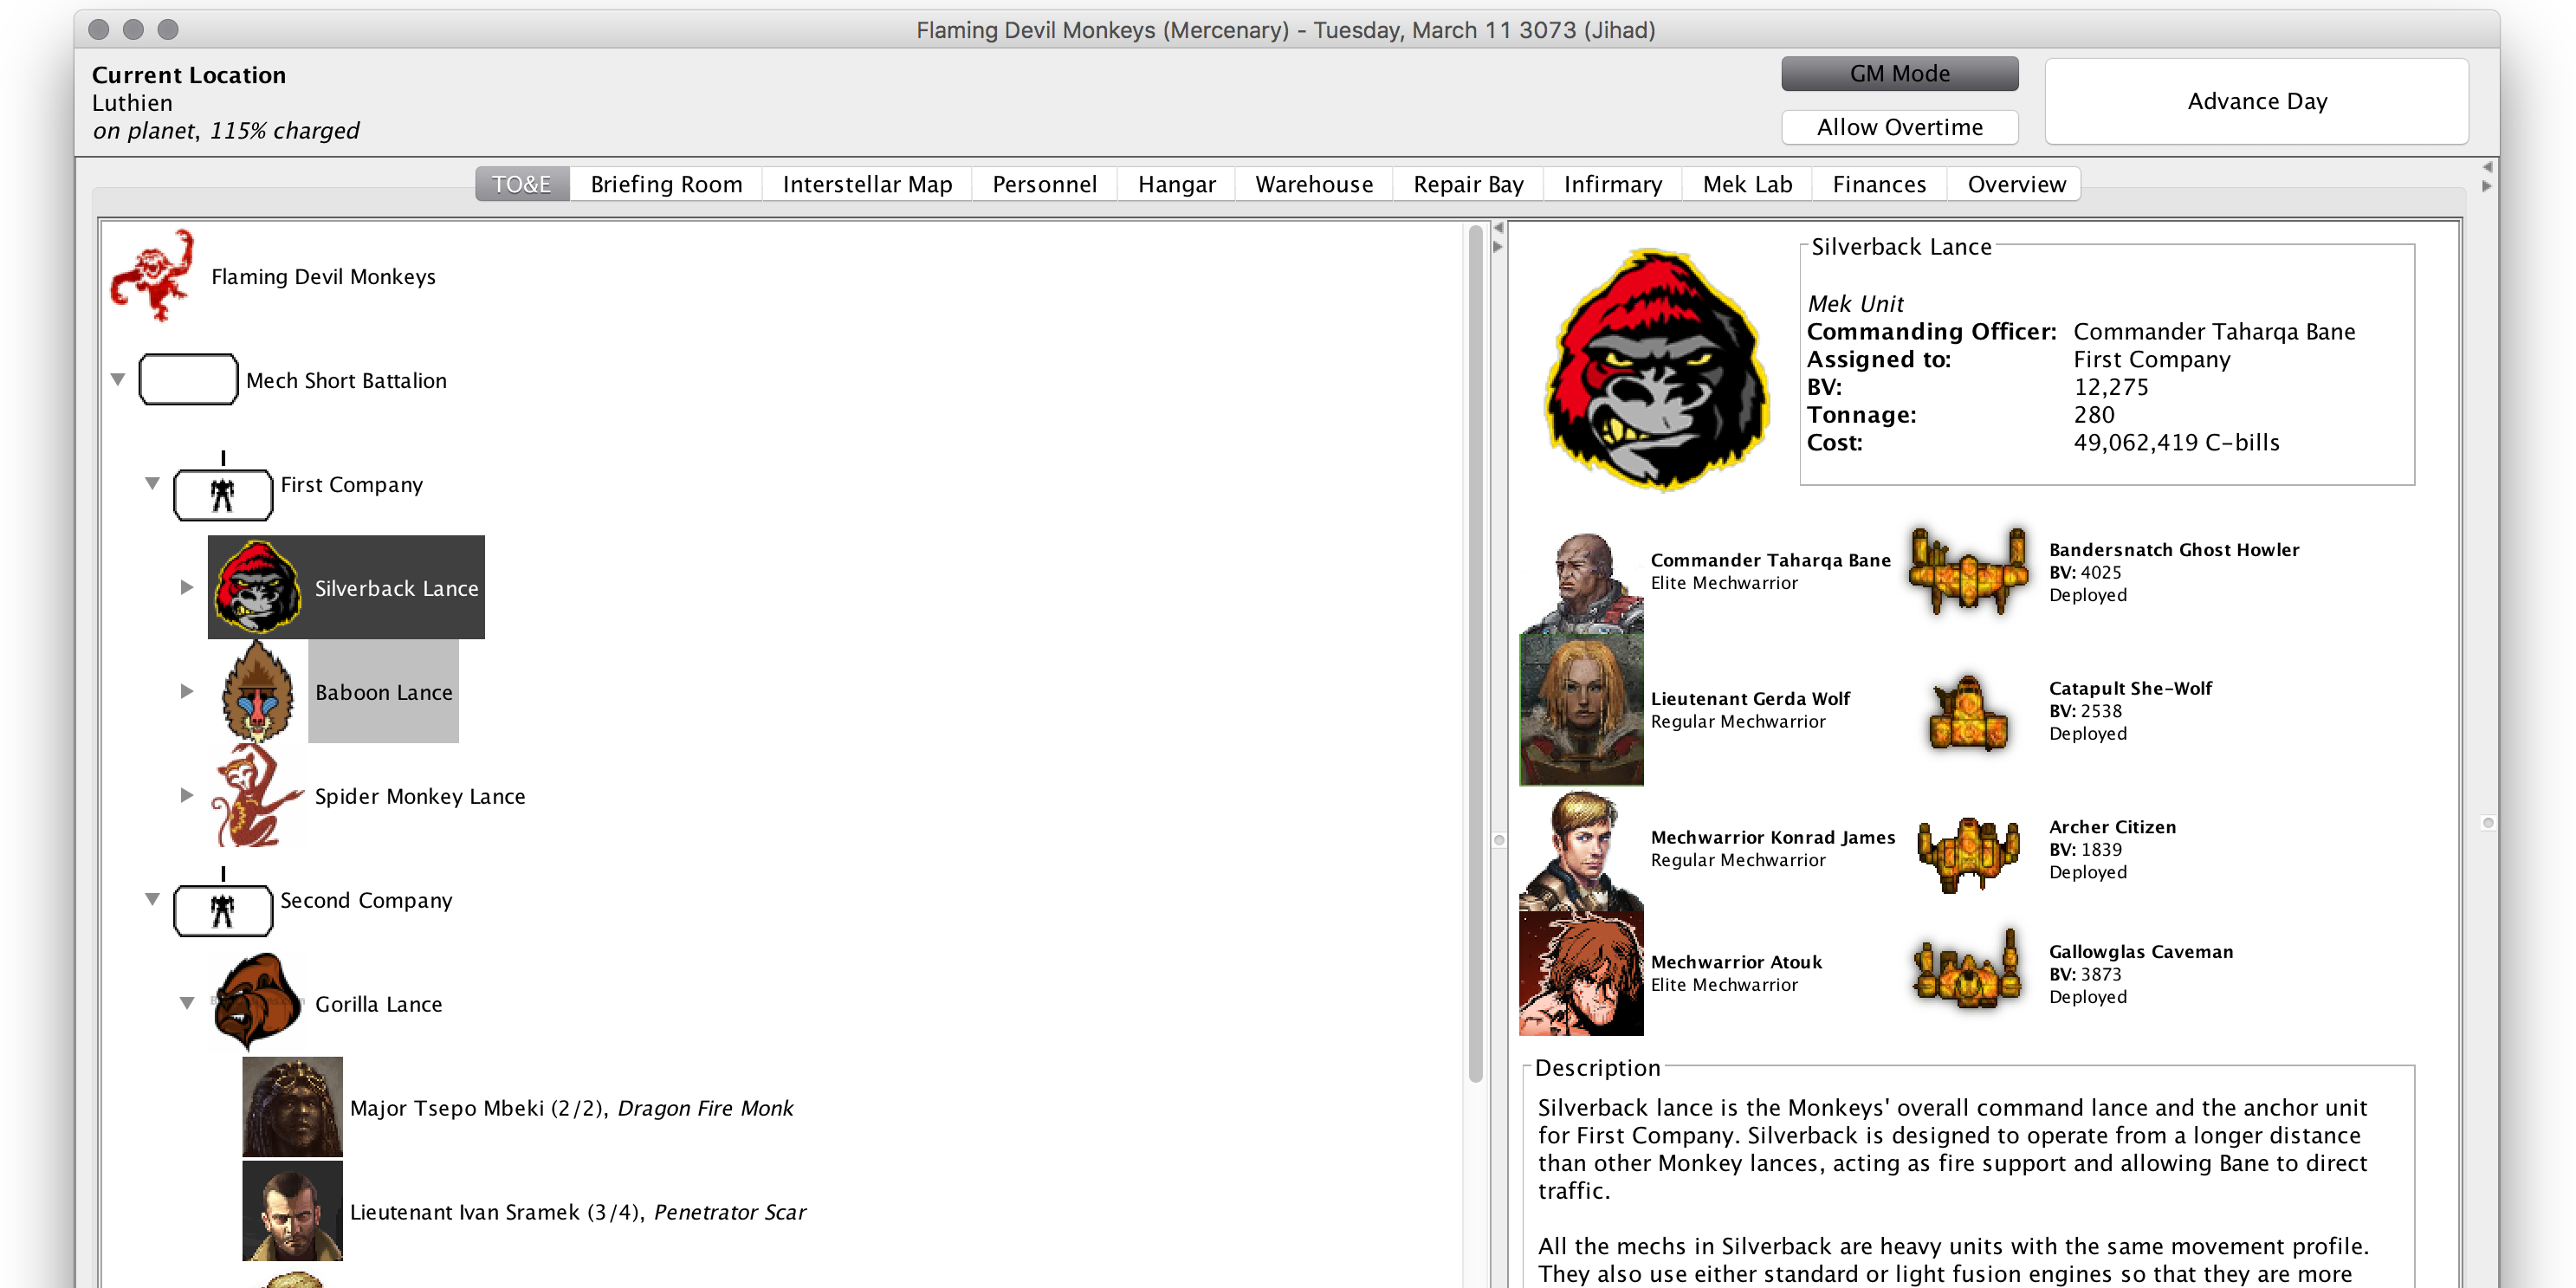 Flaming Devil Monkeys (Mercenary) - Tuesday, March 11 3073 (Jihad)
Current Location
Luthien
on planet, 115% charged
GM Mode
Allow Overtime
Advance Day
TO&E Briefing Room Interstellar Map Personnel Hangar Warehouse Repair Bay Infirmary Mek Lab Finances Overview
Flaming Devil Monkeys
Mech Short Battalion
First Company
Silverback Lance
Baboon Lance
Spider Monkey Lance
Second Company
Gorilla Lance
Major Tsepo Mbeki (2/2), Dragon Fire Monk
Lieutenant Ivan Sramek (3/4), Penetrator Scar
Silverback Lance
Mek Unit
Commanding Officer: Commander Taharqa Bane
Assigned to: First Company
BV: 12,275
Tonnage: 280
Cost: 49,062,419 C-bills
Commander Taharqa Bane
Elite Mechwarrior
Bandersnatch Ghost Howler
BV: 4025
Deployed
Lieutenant Gerda Wolf
Regular Mechwarrior
Catapult She-Wolf
BV: 2538
Deployed
Mechwarrior Konrad James
Regular Mechwarrior
Archer Citizen
BV: 1839
Deployed
Mechwarrior Atouk
Elite Mechwarrior
Gallowglas Caveman
BV: 3873
Deployed
Description
Silverback lance is the Monkeys' overall command lance and the anchor unit
for First Company. Silverback is designed to operate from a longer distance
than other Monkey lances, acting as fire support and allowing Bane to direct
traffic.
All the mechs in Silverback are heavy units with the same movement profile.
They also use either standard or light fusion engines so that they are more